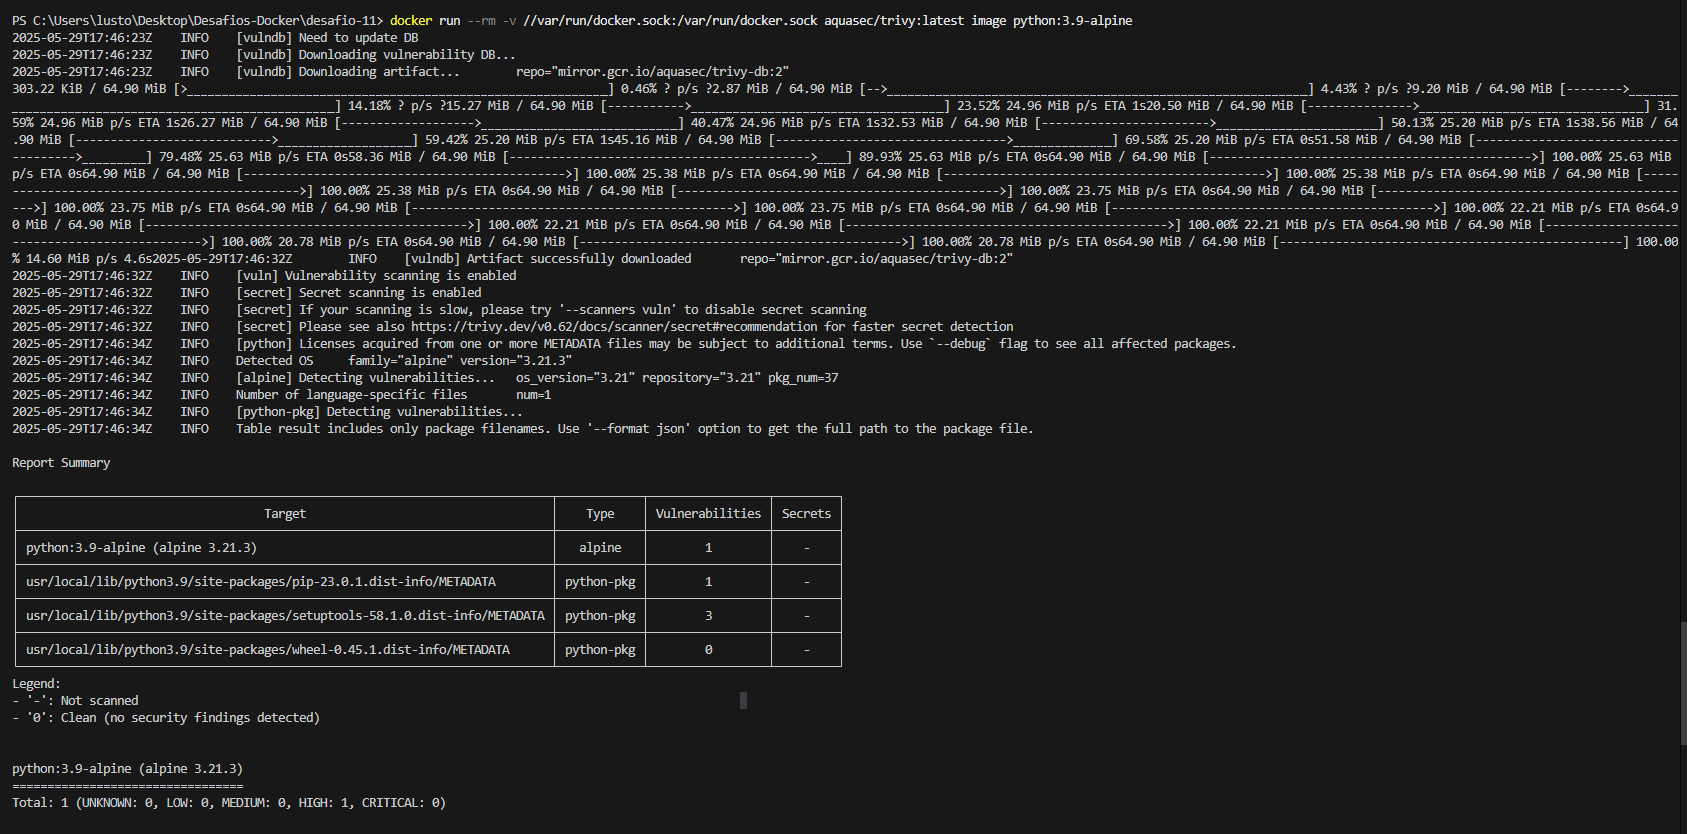 PS C:\Users\lusto\Desktop\Desafios-Docker\desafio-11> docker run --rm -v //var/run/docker.sock:/var/run/docker.sock aquasec/trivy:latest image python:3.9-alpine
2025-05-29T17:46:23Z    INFO    [vulndb] Need to update DB
2025-05-29T17:46:23Z    INFO    [vulndb] Downloading vulnerability DB...
2025-05-29T17:46:23Z    INFO    [vulndb] Downloading artifact...        repo="mirror.gcr.io/aquasec/trivy-db:2"
303.22 KiB / 64.90 MiB [>____________________________________________________________] 0.46% ? p/s ?2.87 MiB / 64.90 MiB [-->__________________________________________________________] 4.43% ? p/s ?9.20 MiB / 64.90 MiB [-------->_______
______________________________________________] 14.18% ? p/s ?15.27 MiB / 64.90 MiB [----------->____________________________________] 23.52% 24.96 MiB p/s ETA 1s20.50 MiB / 64.90 MiB [--------------->________________________________] 31.
59% 24.96 MiB p/s ETA 1s26.27 MiB / 64.90 MiB [------------------->____________________________] 40.47% 24.96 MiB p/s ETA 1s32.53 MiB / 64.90 MiB [------------------------>_______________________] 50.13% 25.20 MiB p/s ETA 1s38.56 MiB / 64
.90 MiB [---------------------------->___________________] 59.42% 25.20 MiB p/s ETA 1s45.16 MiB / 64.90 MiB [--------------------------------->______________] 69.58% 25.20 MiB p/s ETA 0s51.58 MiB / 64.90 MiB [-----------------------------
--------->_________] 79.48% 25.63 MiB p/s ETA 0s58.36 MiB / 64.90 MiB [------------------------------------------->____] 89.93% 25.63 MiB p/s ETA 0s64.90 MiB / 64.90 MiB [---------------------------------------------->] 100.00% 25.63 MiB
p/s ETA 0s64.90 MiB / 64.90 MiB [---------------------------------------------->] 100.00% 25.38 MiB p/s ETA 0s64.90 MiB / 64.90 MiB [---------------------------------------------->] 100.00% 25.38 MiB p/s ETA 0s64.90 MiB / 64.90 MiB [-----
----------------------------------------->] 100.00% 25.38 MiB p/s ETA 0s64.90 MiB / 64.90 MiB [---------------------------------------------->] 100.00% 23.75 MiB p/s ETA 0s64.90 MiB / 64.90 MiB [-------------------------------------------
--->] 100.00% 23.75 MiB p/s ETA 0s64.90 MiB / 64.90 MiB [---------------------------------------------->] 100.00% 23.75 MiB p/s ETA 0s64.90 MiB / 64.90 MiB [---------------------------------------------->] 100.00% 22.21 MiB p/s ETA 0s64.9
0 MiB / 64.90 MiB [---------------------------------------------->] 100.00% 22.21 MiB p/s ETA 0s64.90 MiB / 64.90 MiB [---------------------------------------------->] 100.00% 22.21 MiB p/s ETA 0s64.90 MiB / 64.90 MiB [-------------------
--------------------------->] 100.00% 20.78 MiB p/s ETA 0s64.90 MiB / 64.90 MiB [---------------------------------------------->] 100.00% 20.78 MiB p/s ETA 0s64.90 MiB / 64.90 MiB [-------------------------------------------------] 100.00
% 14.60 MiB p/s 4.6s2025-05-29T17:46:32Z        INFO    [vulndb] Artifact successfully downloaded       repo="mirror.gcr.io/aquasec/trivy-db:2"
2025-05-29T17:46:32Z    INFO    [vuln] Vulnerability scanning is enabled
2025-05-29T17:46:32Z    INFO    [secret] Secret scanning is enabled
2025-05-29T17:46:32Z    INFO    [secret] If your scanning is slow, please try '--scanners vuln' to disable secret scanning
2025-05-29T17:46:32Z    INFO    [secret] Please see also https://trivy.dev/v0.62/docs/scanner/secret#recommendation for faster secret detection
2025-05-29T17:46:34Z    INFO    [python] Licenses acquired from one or more METADATA files may be subject to additional terms. Use `--debug` flag to see all affected packages.
2025-05-29T17:46:34Z    INFO    Detected OS     family="alpine" version="3.21.3"
2025-05-29T17:46:34Z    INFO    [alpine] Detecting vulnerabilities...   os_version="3.21" repository="3.21" pkg_num=37
2025-05-29T17:46:34Z    INFO    Number of language-specific files       num=1
2025-05-29T17:46:34Z    INFO    [python-pkg] Detecting vulnerabilities...
2025-05-29T17:46:34Z    INFO    Table result includes only package filenames. Use '--format json' option to get the full path to the package file.
Report Summary
Target    Type    Vulnerabilities    Secrets
python:3.9-alpine (alpine 3.21.3)    alpine    1    -
usr/local/lib/python3.9/site-packages/pip-23.0.1.dist-info/METADATA    python-pkg    1    -
usr/local/lib/python3.9/site-packages/setuptools-58.1.0.dist-info/METADATA    python-pkg    3    -
usr/local/lib/python3.9/site-packages/wheel-0.45.1.dist-info/METADATA    python-pkg    0    -
Legend:
- '-': Not scanned
- '0': Clean (no security findings detected)
python:3.9-alpine (alpine 3.21.3)
=================================
Total: 1 (UNKNOWN: 0, LOW: 0, MEDIUM: 0, HIGH: 1, CRITICAL: 0)